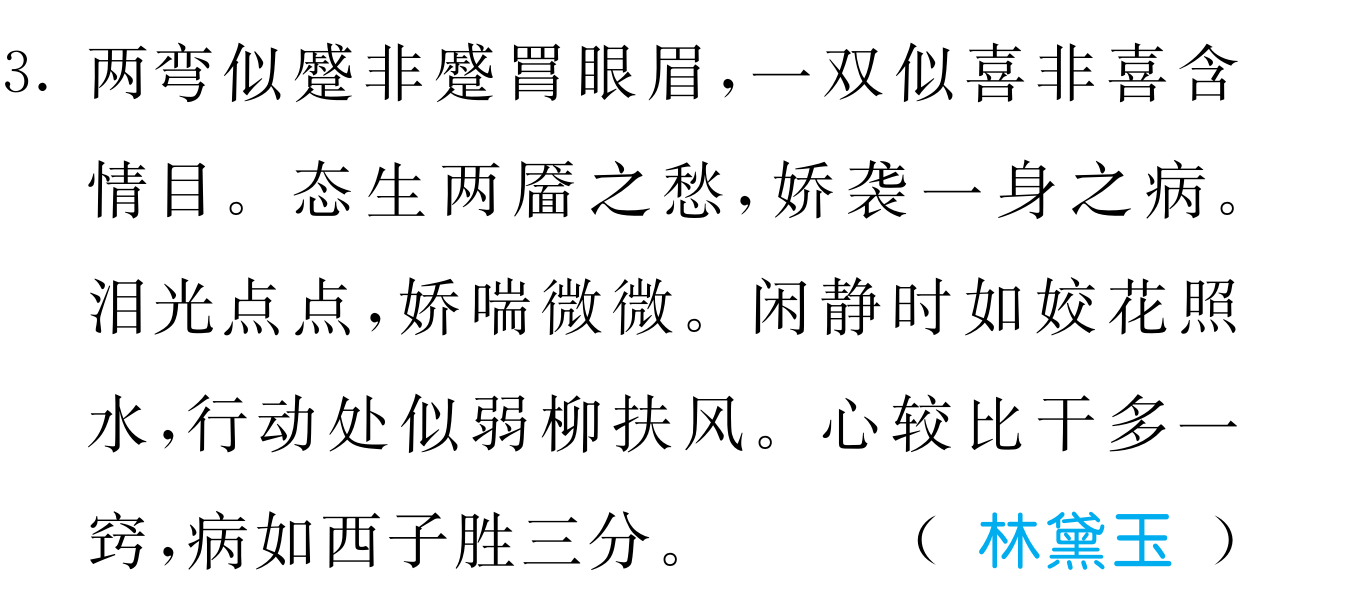 3. 两弯似蹙非蹙罥眼眉,一双似喜非喜含
情目。态生两靥之愁,娇袭一身之病。
泪光点点,娇喘微微。闲静时如姣花照
水,行动处似弱柳扶风。心较比干多一
窍,病如西子胜三分。 ( 林黛玉 )